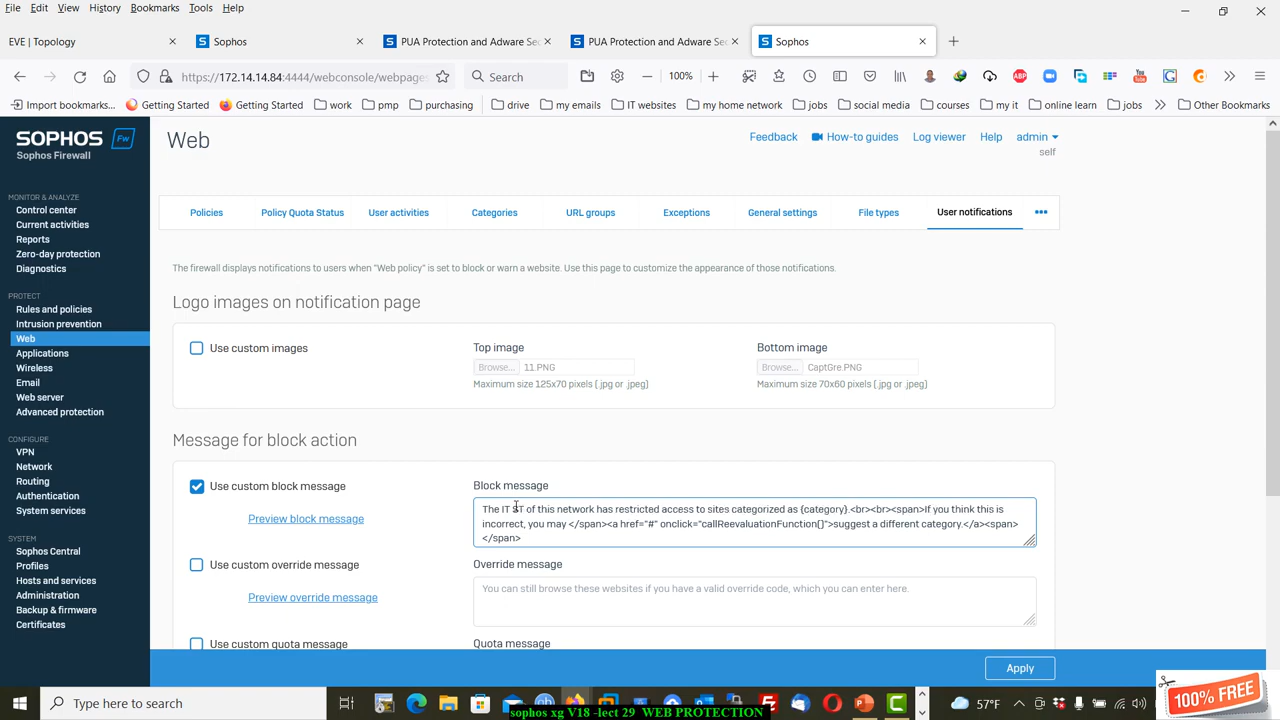 File Edit View History Bookmarks Tools Help
EVE | Topology
Sophos
PUA Protection and Adware Sec
PUA Protection and Adware Sec
Sophos
https://172.14.14.84:4444/webconsole/webpages
100%
Search
Import bookmarks... Getting Started Getting Started work pmp purchasing drive my emails IT websites my home network jobs social media courses my it online learn jobs Other Bookmarks
SOPHOS Fw
Sophos Firewall
MONITOR & ANALYZE
Control center
Current activities
Reports
Zero-day protection
Diagnostics
PROTECT
Rules and policies
Intrusion prevention
Web
Applications
Wireless
Email
Web server
Advanced protection
CONFIGURE
VPN
Network
Routing
Authentication
System services
SYSTEM
Sophos Central
Profiles
Hosts and services
Administration
Backup & firmware
Certificates
Web
Feedback How-to guides Log viewer Help admin
self
Policies Policy Quota Status User activities Categories URL groups Exceptions General settings File types User notifications
The firewall displays notifications to users when "Web policy" is set to block or warn a website. Use this page to customize the appearance of those notifications.
Logo images on notification page
Use custom images
Top image
Browse... 11.PNG
Maximum size 125x70 pixels (.jpg or .jpeg)
Bottom image
Browse... CaptGre.PNG
Maximum size 70x60 pixels (.jpg or .jpeg)
Message for block action
Use custom block message
Preview block message
Block message
The IT ST of this network has restricted access to sites categorized as {category}.<br><br><span>If you think this is
incorrect, you may </span><a href="#" onclick="callReevaluationFunction()">suggest a different category.</a><span>
</span>
Use custom override message
Preview override message
Override message
You can still browse these websites if you have a valid override code, which you can enter here.
Use custom quota message
Quota message
Apply
100% FREE
Type here to search
57°F
sophos xg V18 -lect 29 WEB PROTECTION